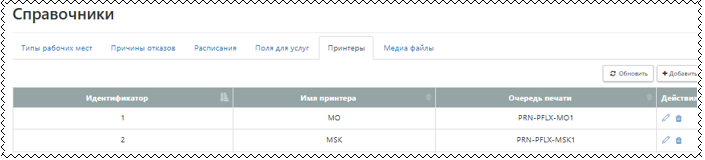 Справочники
Типы рабочих мест Причины отказов Расписания Поля для услуг Принтеры Медиа файлы
Обновить Добавить
Идентификатор Имя принтера Очередь печати Действия
1 MO PRN-PFLX-MO1
2 MSK PRN-PFLX-MSK1